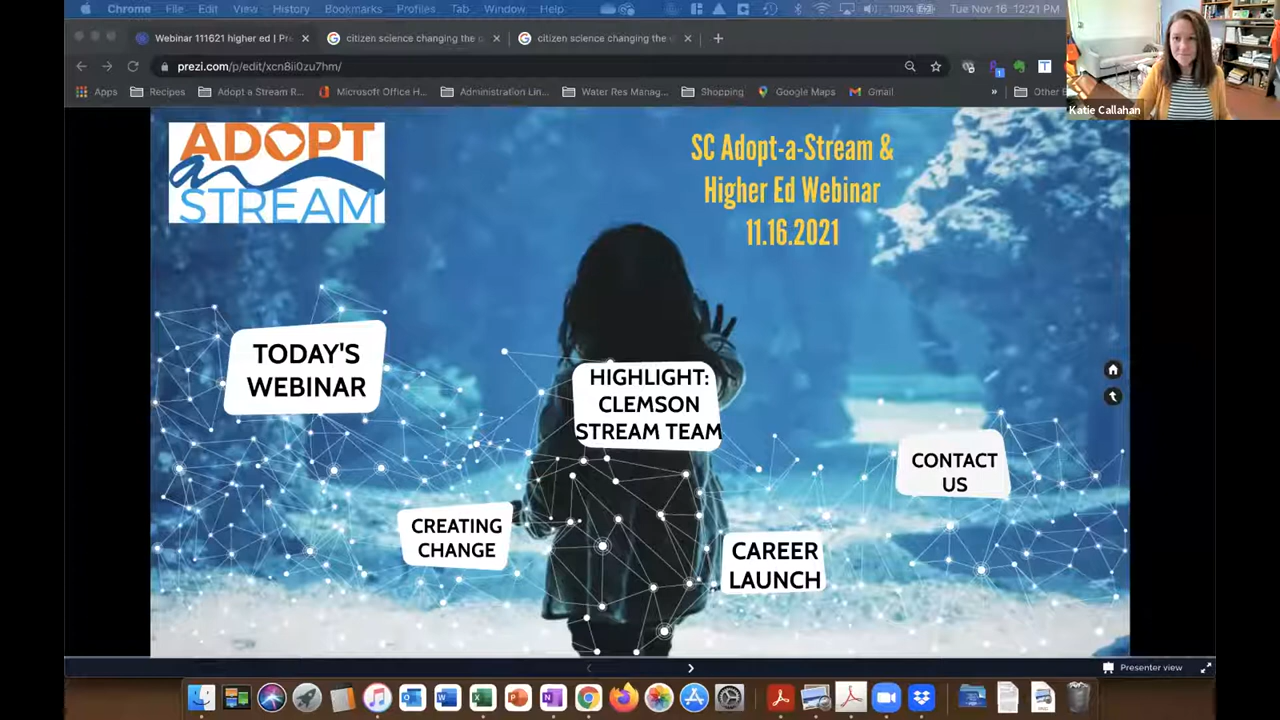 Chrome File Edit View History Bookmarks Profiles Tab Window Help 100% Tue Nov 16 12:21 PM
Webinar 111621 higher ed | Pre
citizen science changing the c
citizen science changing the
prezi.com/p/edit/xcn8ii0zu7hm/
Apps Recipes Adopt a Stream R... Microsoft Office H... Administration Lin... Water Res Manag... Shopping Google Maps Gmail » Other B
Katie Callahan
ADOPT
a
STREAM
SC Adopt-a-Stream &
Higher Ed Webinar
11.16.2021
TODAY'S
WEBINAR
HIGHLIGHT:
CLEMSON
STREAM TEAM
CONTACT
US
CREATING
CHANGE
CAREER
LAUNCH
Presenter view